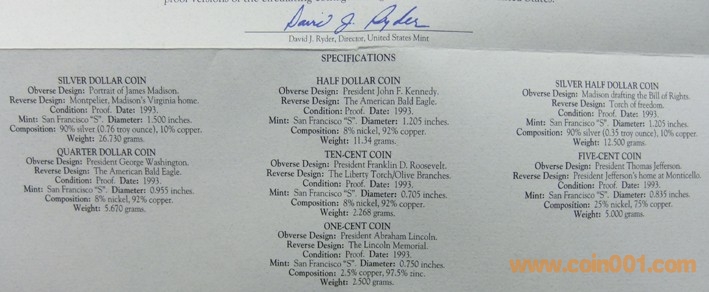 David J. Ryder
David J. Ryder, Director, United States Mint
SPECIFICATIONS
SILVER DOLLAR COIN
Obverse Design: Portrait of James Madison.
Reverse Design: Montpelier, Madison's Virginia home.
Condition: Proof. Date: 1993.
Mint: San Francisco "S". Diameter: 1.500 inches.
Composition: 90% silver (0.76 troy ounce), 10% copper.
Weight: 26.730 gram.
QUARTER DOLLAR COIN
Obverse Design: President George Washington.
Reverse Design: The American Bald Eagle.
Condition: Proof. Date: 1993.
Mint: San Francisco "S". Diameter: 0.955 inches.
Composition: 8% nickel, 92% copper.
Weight: 5.670 grams.
HALF DOLLAR COIN
Obverse Design: President John F. Kennedy.
Reverse Design: The American Bald Eagle.
Condition: Proof. Date: 1993.
Mint: San Francisco "S". Diameter: 1.205 inches.
Composition: 8% nickel, 92% copper.
Weight: 11.34 grams.
TEN-CENT COIN
Obverse Design: President Franklin D. Roosevelt.
Reverse Design: The Liberty Torch/Olive Branches.
Condition: Proof. Date: 1993.
Mint: San Francisco "S". Diameter: 0.705 inches.
Composition: 8% nickel, 92% copper.
Weight: 2.268 grams.
ONE-CENT COIN
Obverse Design: President Abraham Lincoln.
Reverse Design: The Lincoln Memorial.
Condition: Proof. Date: 1993.
Mint: San Francisco "S". Diameter: 0.750 inches.
Composition: 2.5% copper, 97.5% zinc.
Weight: 2.500 grams.
SILVER HALF DOLLAR COIN
Obverse Design: Madison drafting the Bill of Rights.
Reverse Design: Torch of freedom.
Condition: Proof. Date: 1993.
Mint: San Francisco "S". Diameter: 1.205 inches.
Composition: 90% silver (0.35 troy ounce), 10% copper.
Weight: 12.500 grams.
FIVE-CENT COIN
Obverse Design: President Thomas Jefferson.
Reverse Design: President Jefferson's home at Monticello.
Condition: Proof. Date: 1993.
Mint: San Francisco "S". Diameter: 0.835 inches.
Composition: 25% nickel, 75% copper.
Weight: 5.000 grams.
www.coin001.com